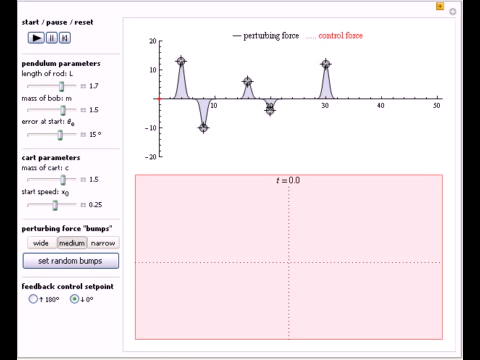 start / pause / reset
pendulum parameters
length of rod: L
1.7
mass of bob: m
1.5
error at start: θe
15 °
cart parameters
mass of cart: c
1.5
start speed: x0
0.25
perturbing force "bumps"
wide medium narrow
set random bumps
feedback control setpoint
↑ 180° ↓ 0°
— perturbing force ..... control force
20
10
10 20 30 40 50
-10
-20
t = 0.0